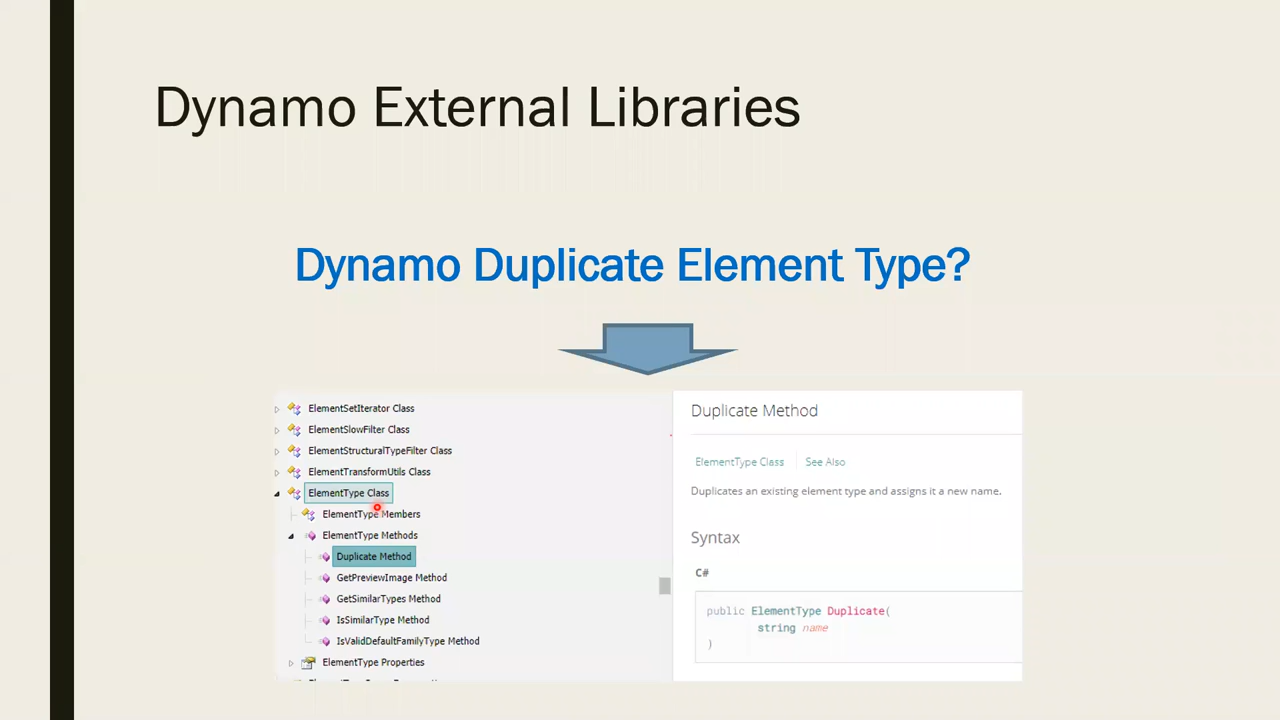 Dynamo External Libraries
Dynamo Duplicate Element Type?
ElementSetIterator Class
ElementSlowFilter Class
ElementStructuralTypeFilter Class
ElementTransformUtils Class
ElementType Class
ElementType Members
ElementType Methods
Duplicate Method
GetPreviewImage Method
GetSimilarTypes Method
IsSimilarType Method
IsValidDefaultFamilyType Method
ElementType Properties
Duplicate Method
ElementType Class See Also
Duplicates an existing element type and assigns it a new name.
Syntax
C#
public ElementType Duplicate(
string name
)